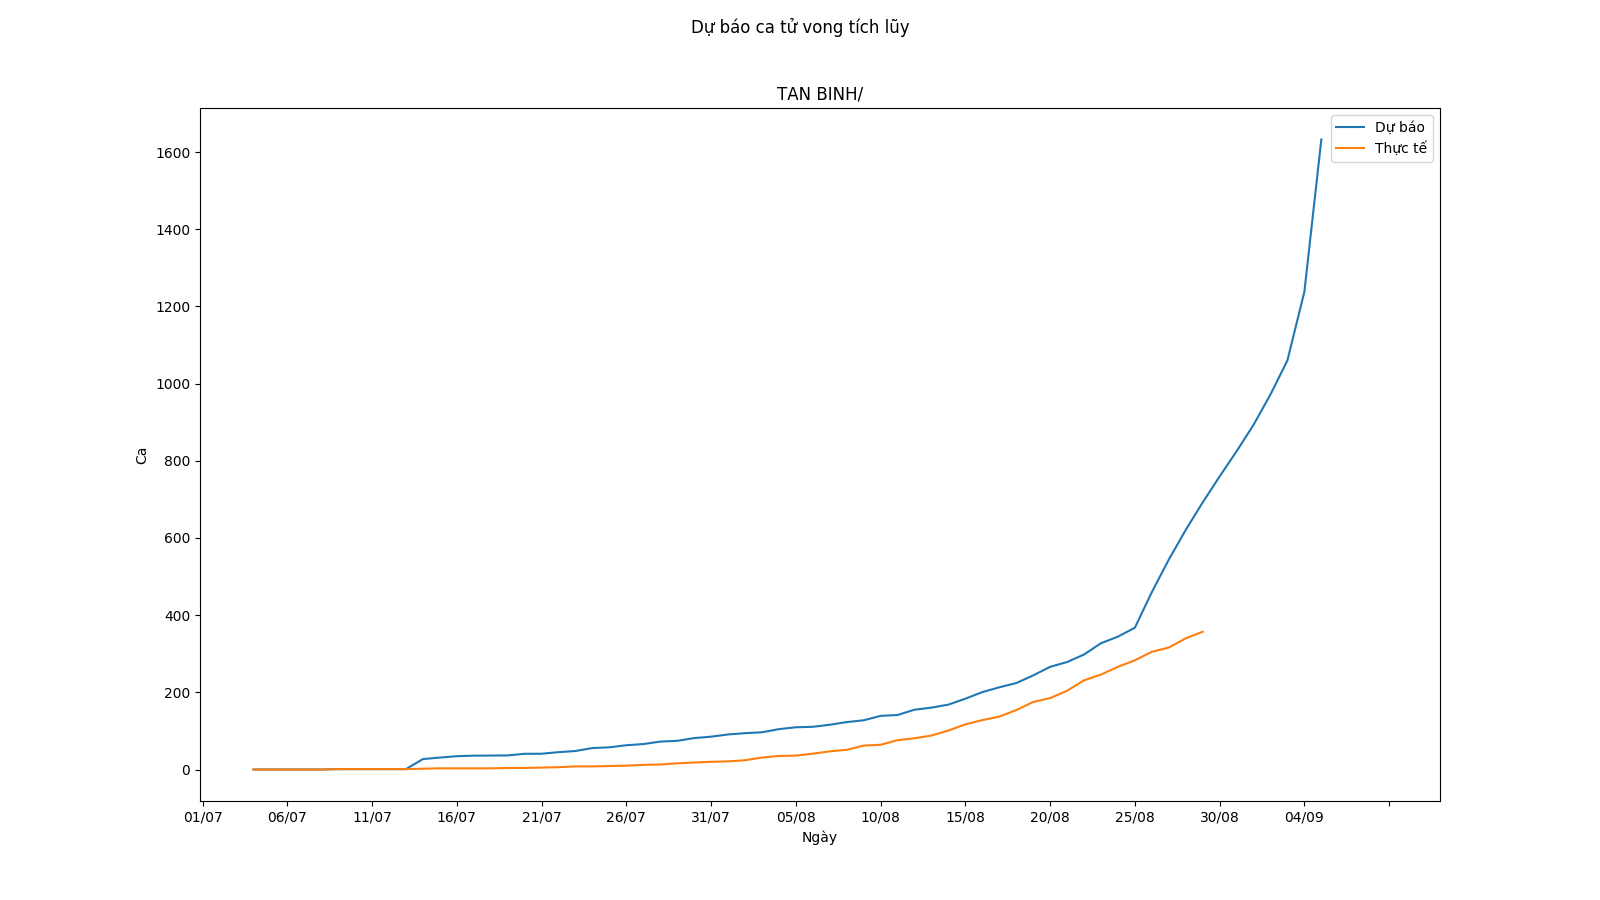 Dự báo ca tử vong tích lũy
TAN BINH/
Dự báo
Thực tế
1600
1400
1200
1000
800
600
400
200
0
Ca
01/07 06/07 11/07 16/07 21/07 26/07 31/07 05/08 10/08 15/08 20/08 25/08 30/08 04/09
Ngày